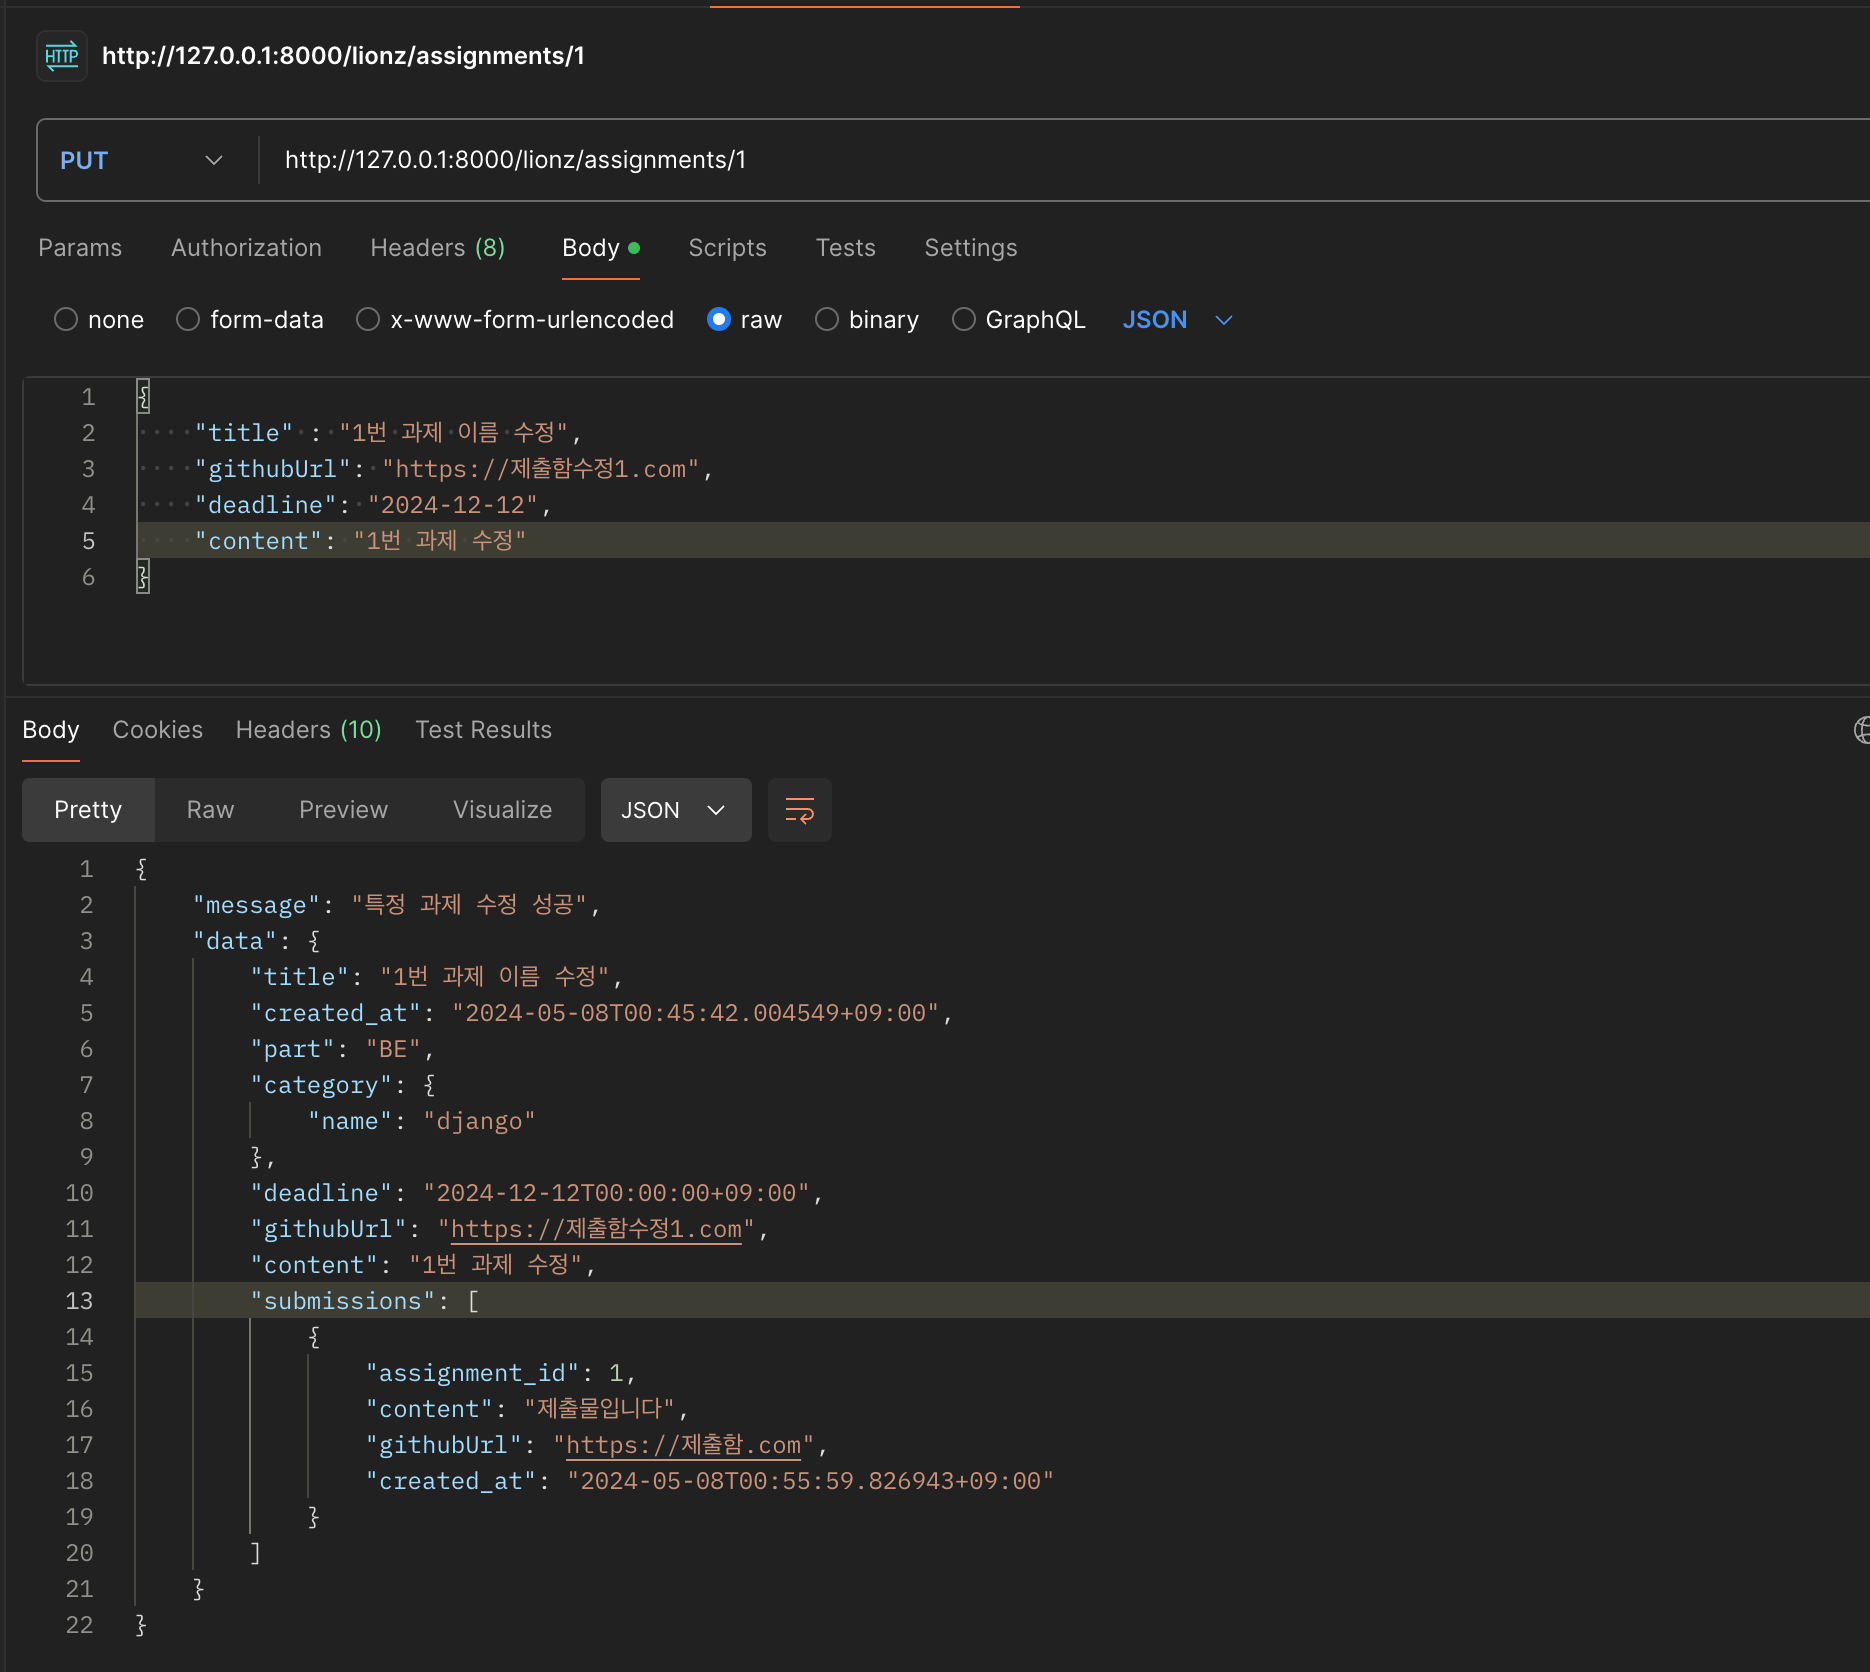 HTTP http://127.0.0.1:8000/lionz/assignments/1
PUT http://127.0.0.1:8000/lionz/assignments/1
Params Authorization Headers (8) Body Scripts Tests Settings
none form-data x-www-form-urlencoded raw binary GraphQL JSON
1 {
2 "title" : "1번 과제 이름 수정",
3 "githubUrl": "https://제출함수정1.com",
4 "deadline": "2024-12-12",
5 "content": "1번 과제 수정"
6 }
Body Cookies Headers (10) Test Results
Pretty Raw Preview Visualize JSON
1 {
2 "message": "특정 과제 수정 성공",
3 "data": {
4 "title": "1번 과제 이름 수정",
5 "created_at": "2024-05-08T00:45:42.004549+09:00",
6 "part": "BE",
7 "category": {
8 "name": "django"
9 },
10 "deadline": "2024-12-12T00:00:00+09:00",
11 "githubUrl": "https://제출함수정1.com",
12 "content": "1번 과제 수정",
13 "submissions": [
14 {
15 "assignment_id": 1,
16 "content": "제출물입니다",
17 "githubUrl": "https://제출함.com",
18 "created_at": "2024-05-08T00:55:59.826943+09:00"
19 }
20 ]
21 }
22 }